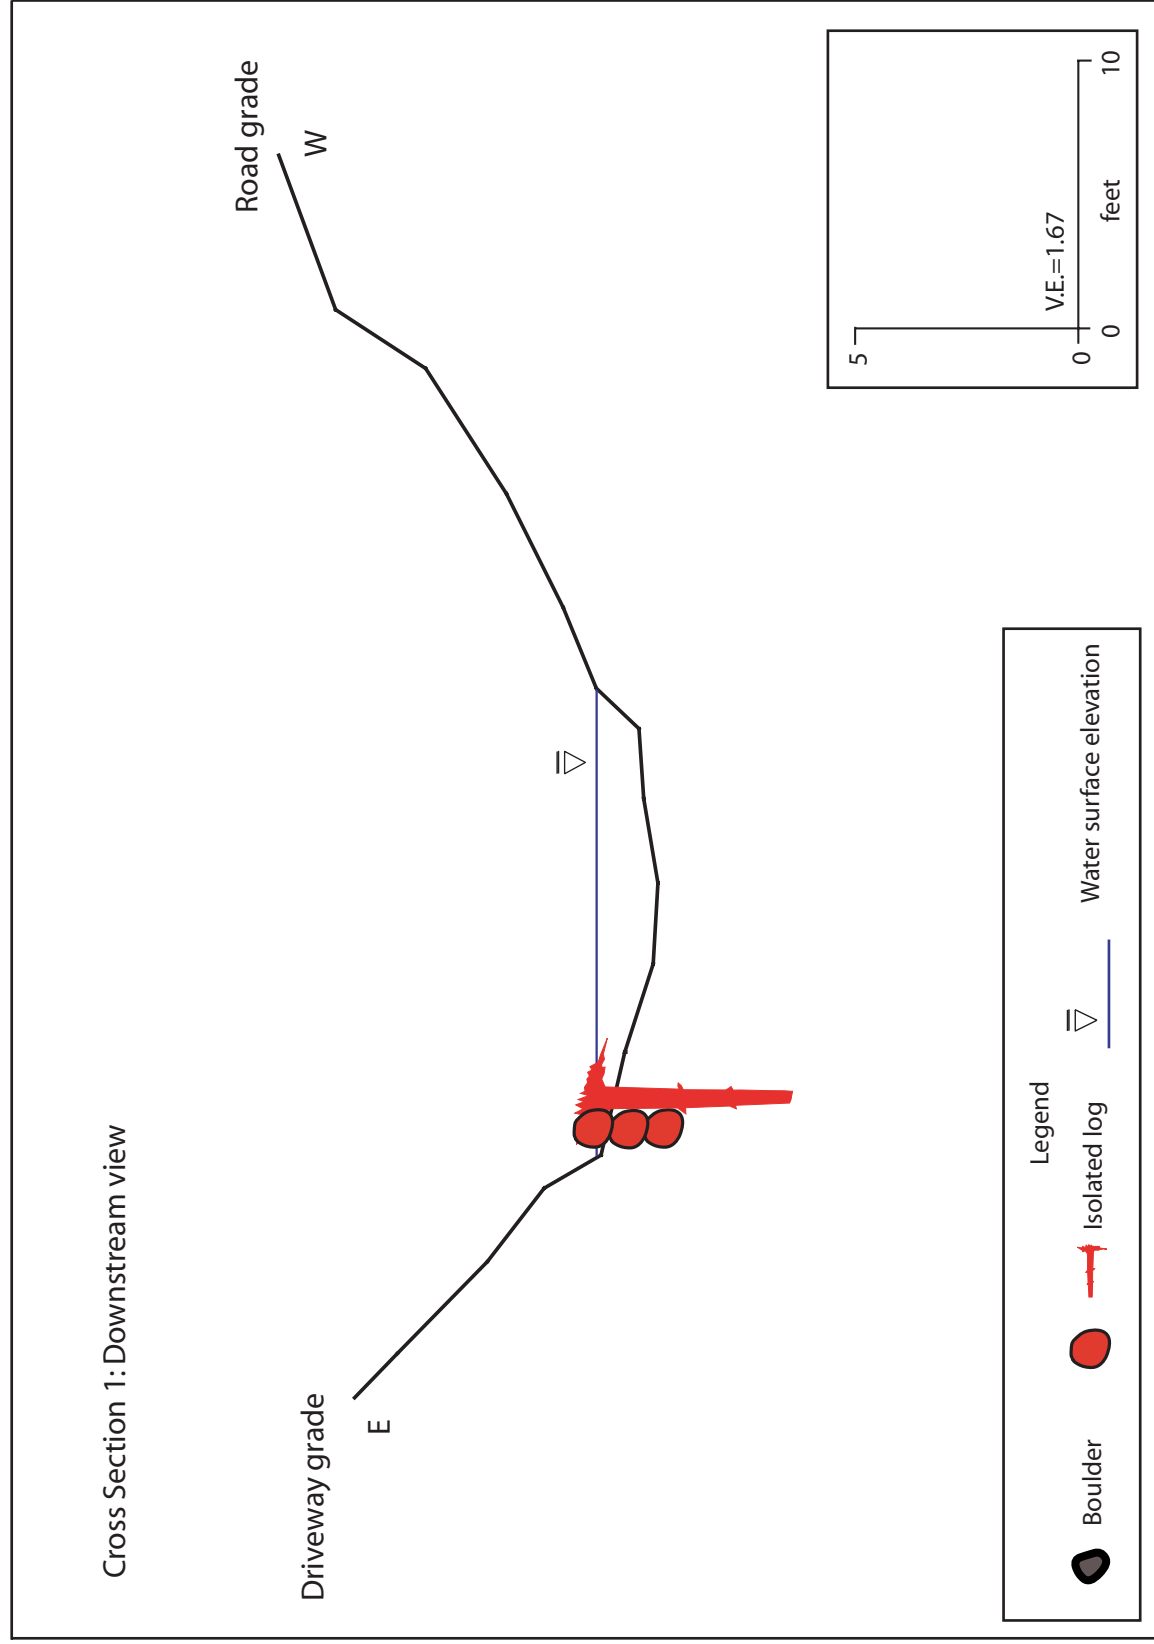 Cross Section 1: Downstream view
Road grade
W
Driveway grade
E
5
V.E.=1.67
0
0
10
feet
Legend
Boulder
Isolated log
Water surface elevation